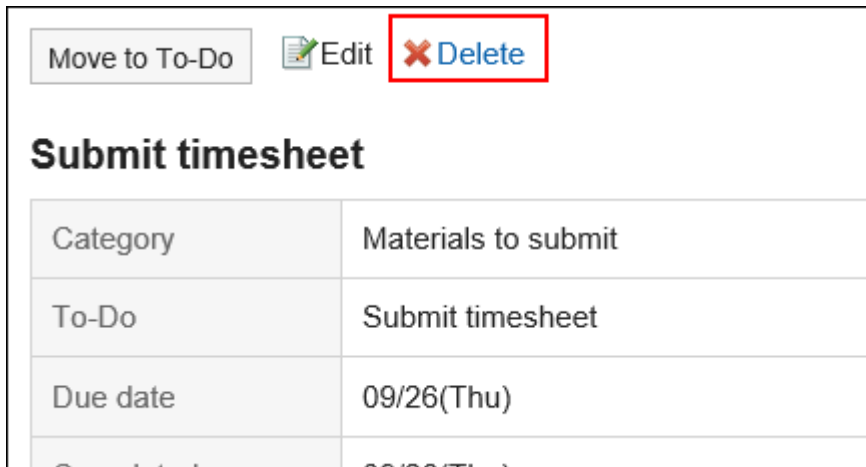 Move to To-Do Edit Delete
Submit timesheet
Category Materials to submit
To-Do Submit timesheet
Due date 09/26(Thu)